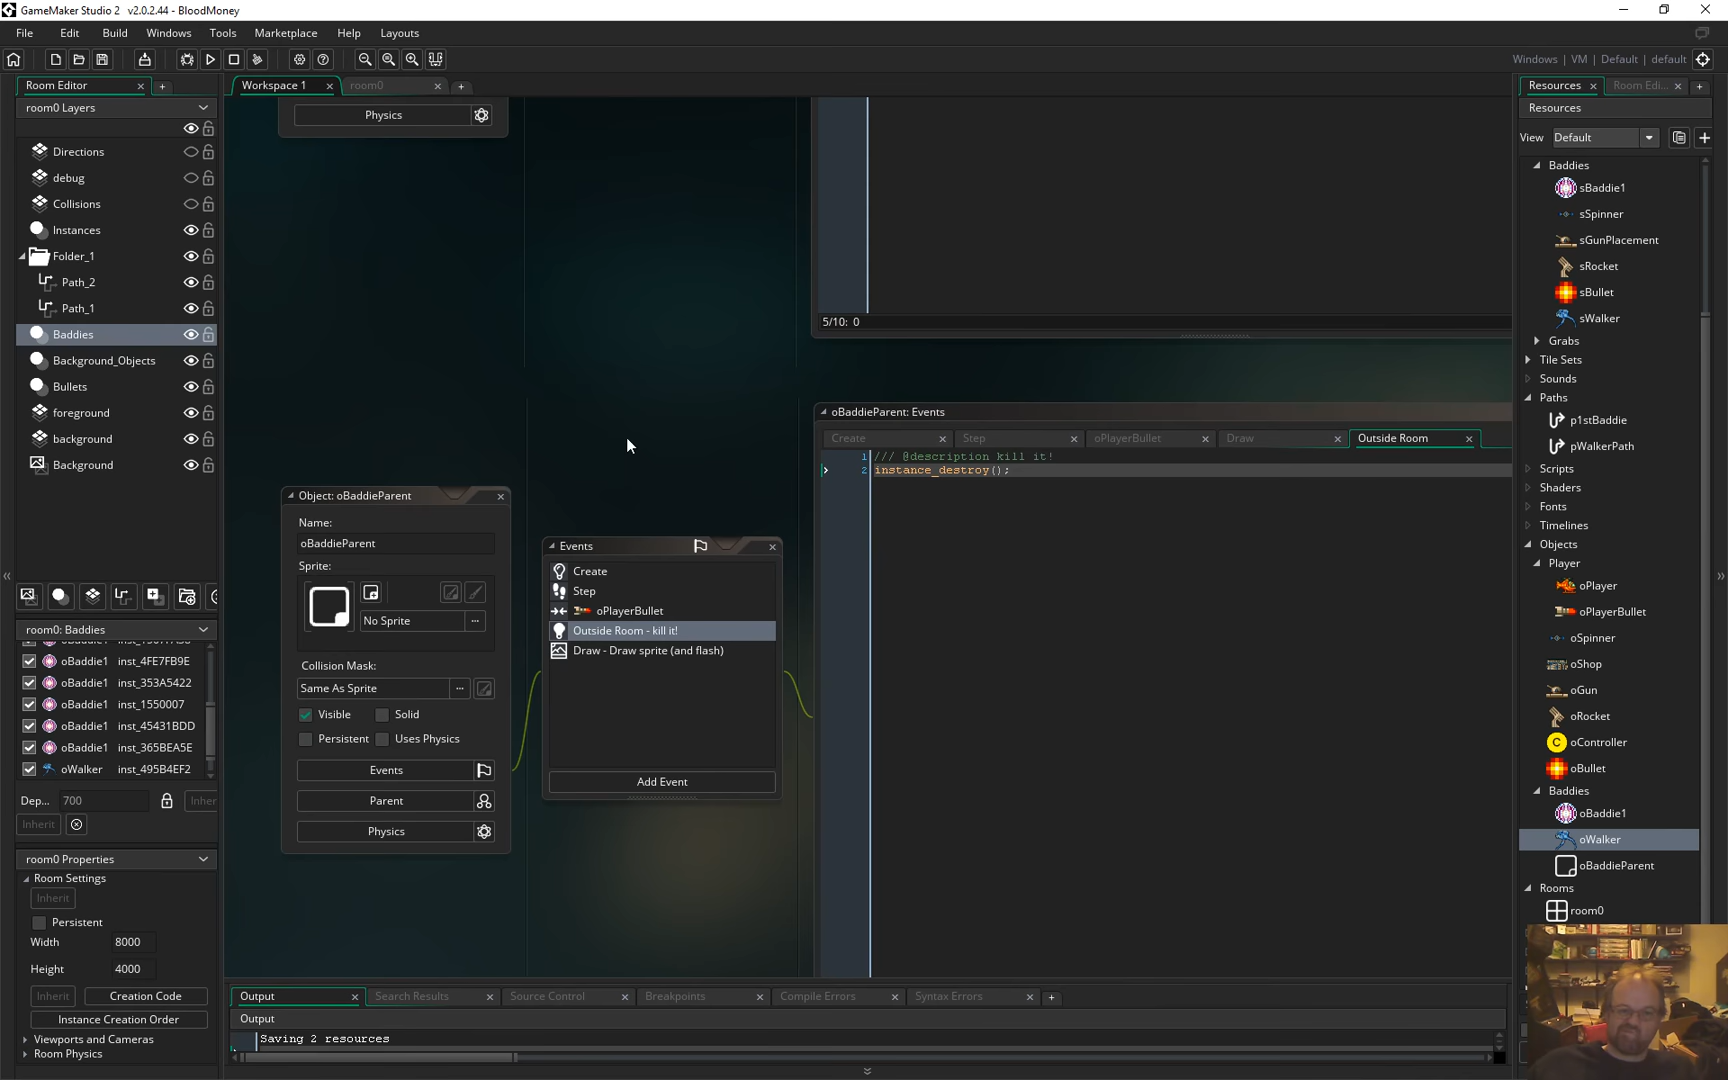 GameMaker Studio 2   v2.0.2.44 - BloodMoney
File Edit Build Windows Tools Marketplace Help Layouts
Windows | VM | Default | default
Room Editor
room0 Layers
Directions
debug
Collisions
Instances
Folder_1
Path_2
Path_1
Baddies
Background_Objects
Bullets
foreground
background
Background
room0: Baddies
oBaddie1 inst_4FE7FB9E
oBaddie1 inst_353A5422
oBaddie1 inst_1550007
oBaddie1 inst_45431BDD
oBaddie1 inst_365BEA5E
oWalker inst_495B4EF2
Dep... 700 Inher
Inherit
room0 Properties
Room Settings
Inherit
Persistent
Width 8000
Height 4000
Inherit Creation Code
Instance Creation Order
Viewports and Cameras
Room Physics
Workspace 1 room0
Physics
5/10: 0
Object: oBaddieParent
Name:
oBaddieParent
Sprite:
No Sprite
Collision Mask:
Same As Sprite
Visible Solid
Persistent Uses Physics
Events
Parent
Physics
Events
Create
Step
oPlayerBullet
Outside Room - kill it!
Draw - Draw sprite (and flash)
Add Event
oBaddieParent: Events
Create Step oPlayerBullet Draw Outside Room
1 /// @description kill it!
2 instance_destroy();
Output Search Results Source Control Breakpoints Compile Errors Syntax Errors
Output
Saving 2 resources
Resources Room Edi...
Resources
View Default
Baddies
sBaddie1
sSpinner
sGunPlacement
sRocket
sBullet
sWalker
Grabs
Tile Sets
Sounds
Paths
p1stBaddie
pWalkerPath
Scripts
Shaders
Fonts
Timelines
Objects
Player
oPlayer
oPlayerBullet
oSpinner
oShop
oGun
oRocket
oController
oBullet
Baddies
oBaddie1
oWalker
oBaddieParent
Rooms
room0